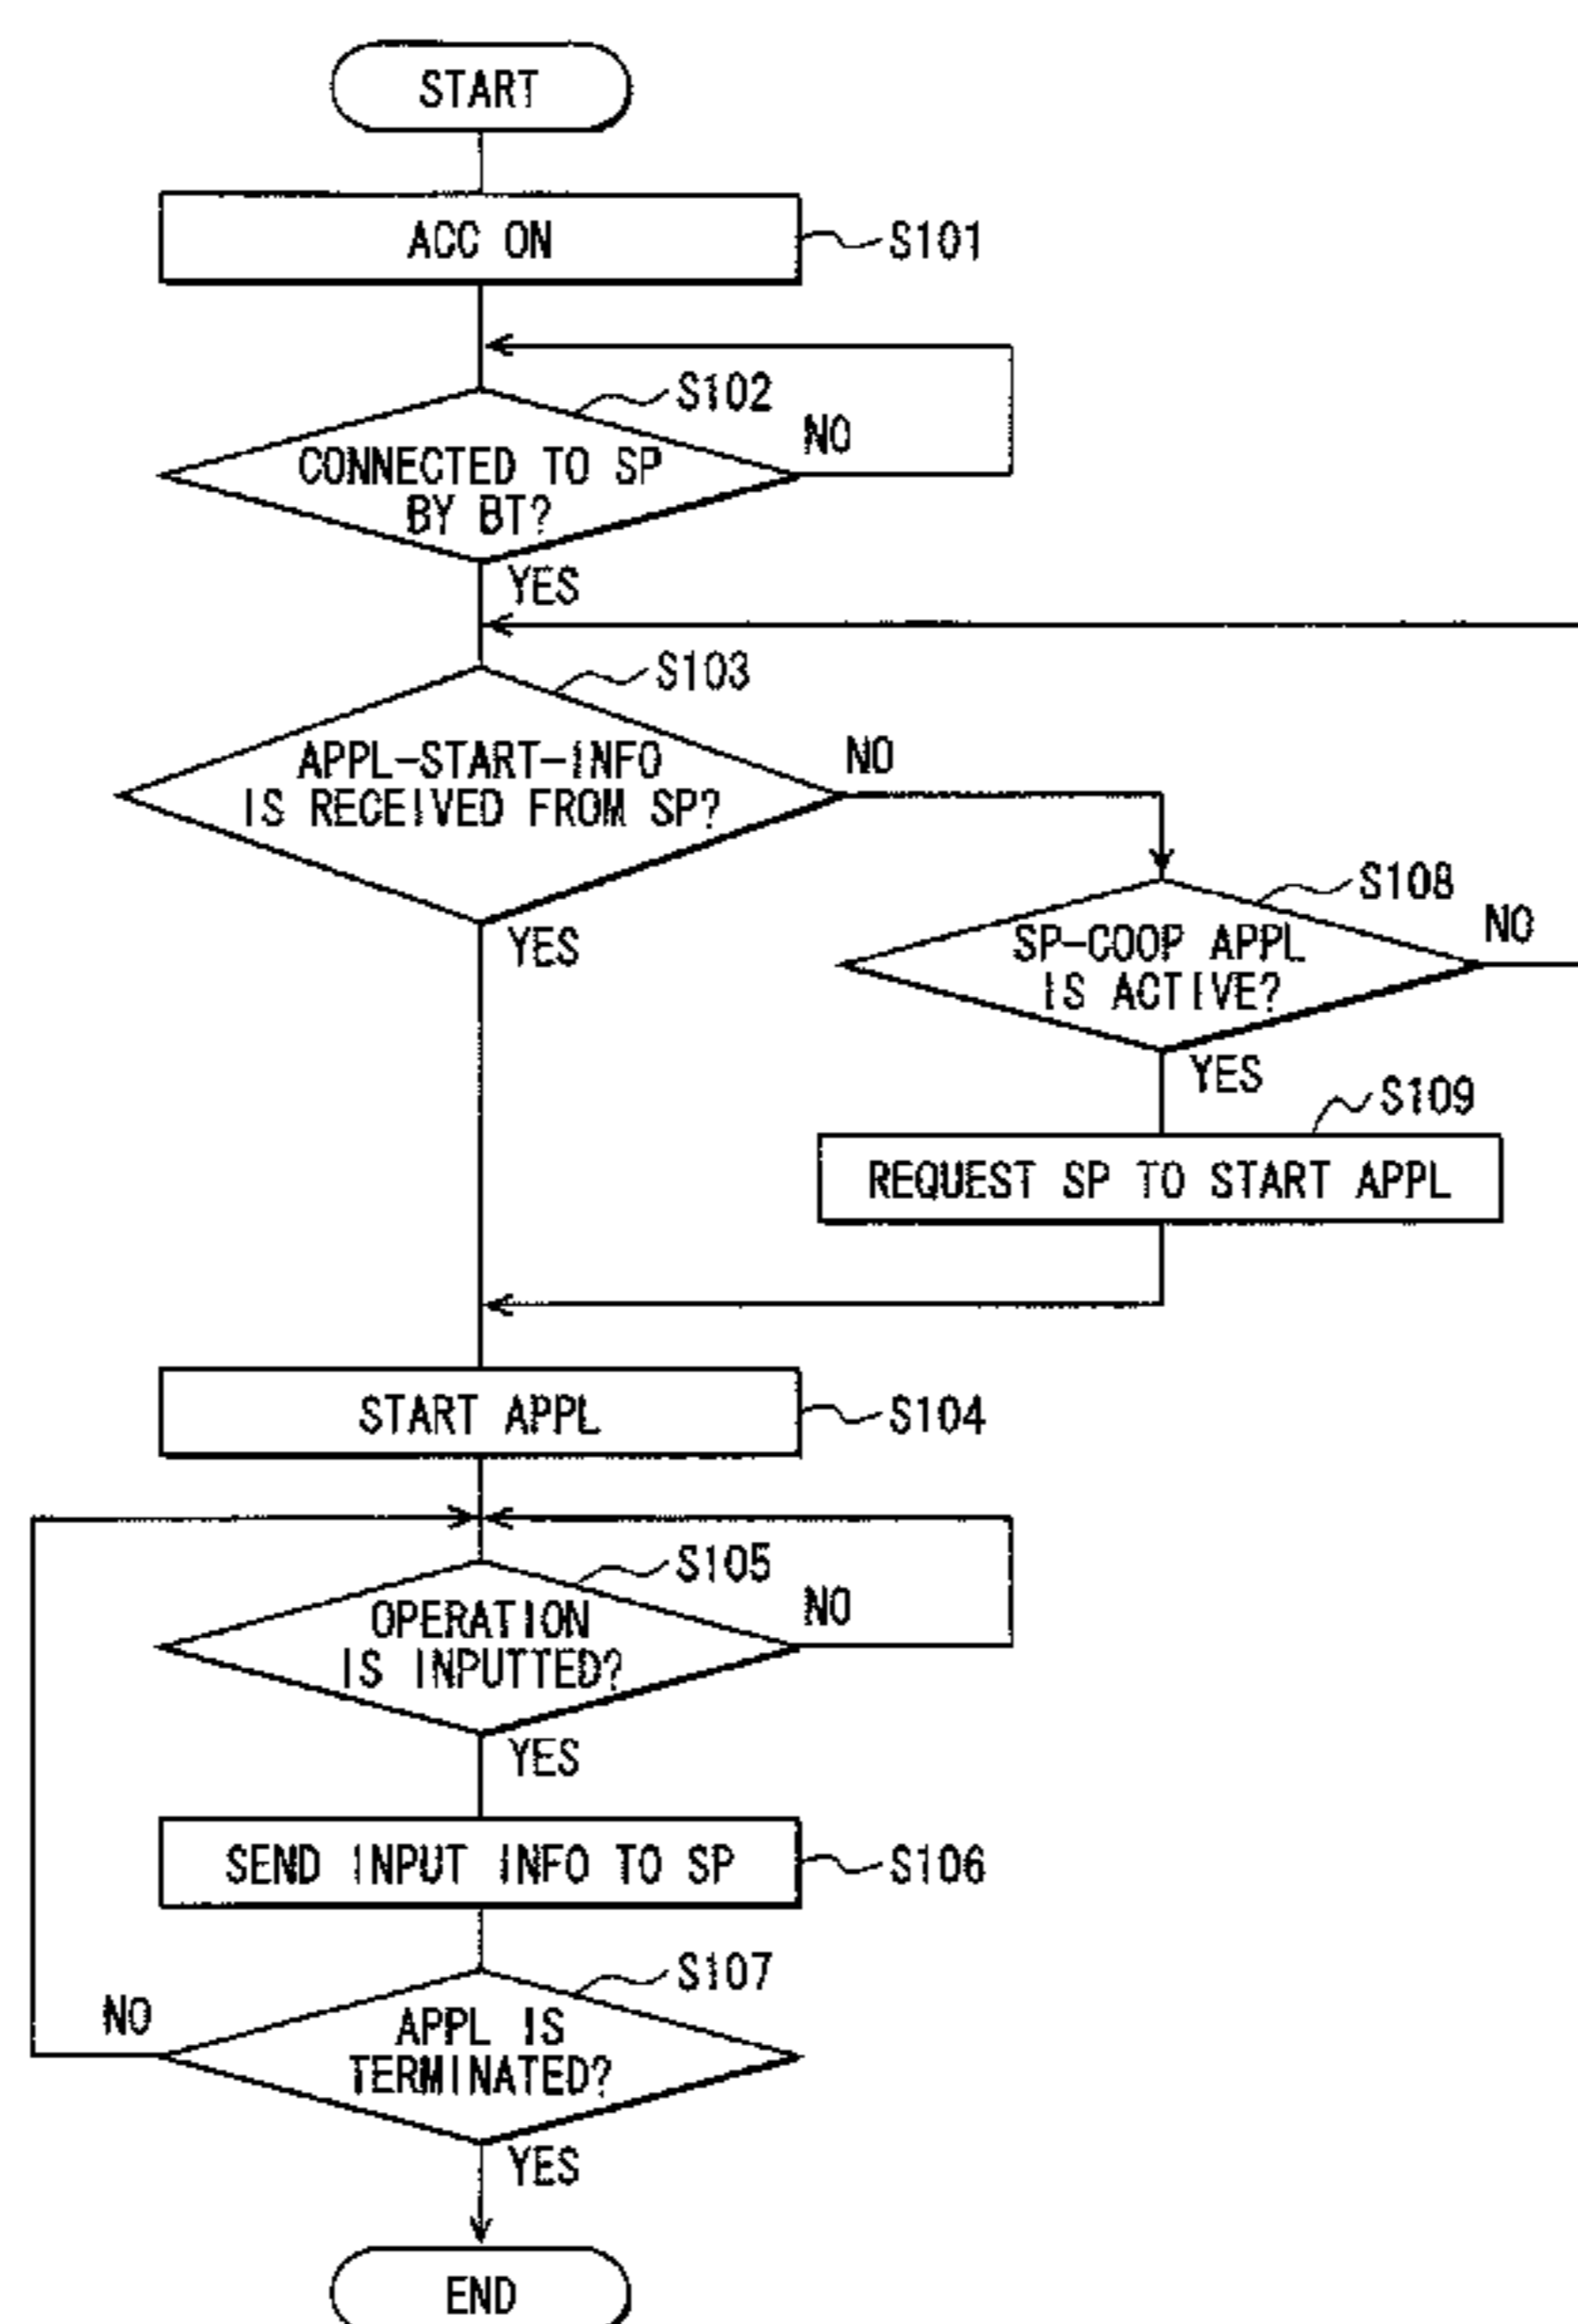 START
ACC ON
S101
S102
CONNECTED TO SP
BY BT?
NO
YES
S103
APPL-START-INFO
IS RECEIVED FROM SP?
NO
YES
S108
SP-COOP APPL
IS ACTIVE?
NO
YES
S109
REQUEST SP TO START APPL
START APPL
S104
S105
OPERATION
IS INPUTTED?
NO
YES
SEND INPUT INFO TO SP
S106
S107
APPL IS
TERMINATED?
NO
YES
END